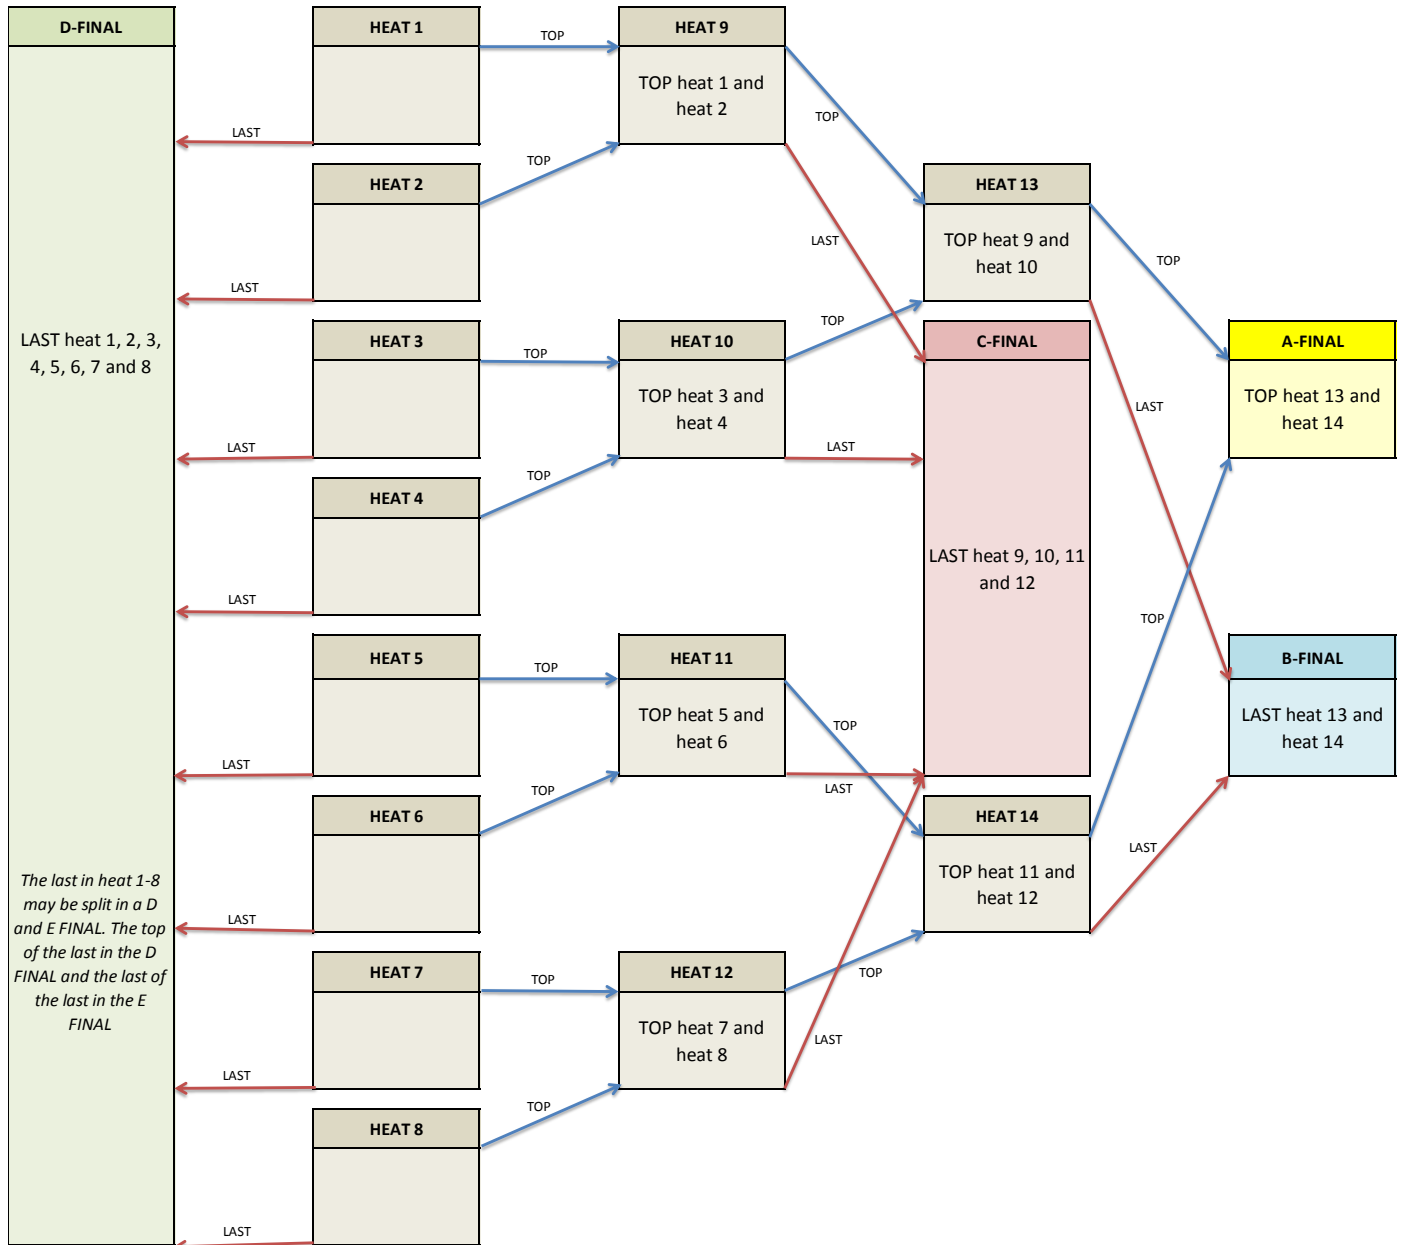 D-FINAL
LAST heat 1, 2, 3,
4, 5, 6, 7 and 8
The last in heat 1-8
may be split in a D
and E FINAL. The top
of the last in the D
FINAL and the last of
the last in the E
FINAL
HEAT 1
HEAT 2
HEAT 3
HEAT 4
HEAT 5
HEAT 6
HEAT 7
HEAT 8
LAST
LAST
LAST
LAST
LAST
LAST
LAST
LAST
TOP
TOP
TOP
TOP
TOP
TOP
TOP
TOP
HEAT 9
TOP heat 1 and
heat 2
HEAT 10
TOP heat 3 and
heat 4
HEAT 11
TOP heat 5 and
heat 6
HEAT 12
TOP heat 7 and
heat 8
TOP
LAST
TOP
LAST
TOP
LAST
TOP
LAST
HEAT 13
TOP heat 9 and
heat 10
C-FINAL
LAST heat 9, 10, 11
and 12
HEAT 14
TOP heat 11 and
heat 12
TOP
LAST
TOP
LAST
A-FINAL
TOP heat 13 and
heat 14
B-FINAL
LAST heat 13 and
heat 14